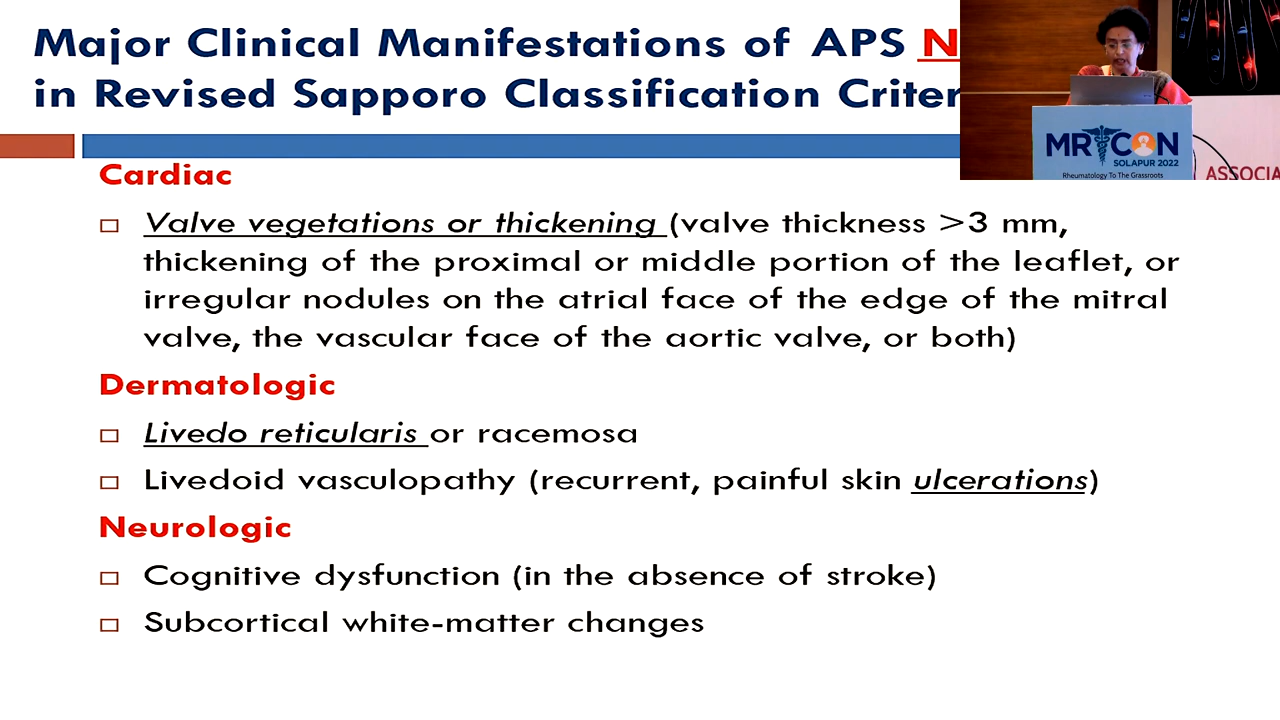 Major Clinical Manifestations of APS N
in Revised Sapporo Classification Criter
Cardiac
Valve vegetations or thickening (valve thickness >3 mm,
thickening of the proximal or middle portion of the leaflet, or
irregular nodules on the atrial face of the edge of the mitral
valve, the vascular face of the aortic valve, or both)
Dermatologic
Livedo reticularis or racemosa
Livedoid vasculopathy (recurrent, painful skin ulcerations)
Neurologic
Cognitive dysfunction (in the absence of stroke)
Subcortical white-matter changes
MRCON
SOLAPUR 2022
Rheumatology To The Grassroots
ASSOCIA